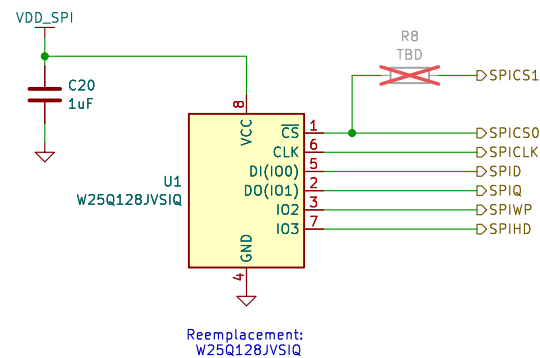 VDD_SPI
R8
TBD
SPICS1
C20
1uF
8
VCC
CS
1
SPICS0
CLK
6
SPICLK
U1
DI(IO0)
5
SPID
W25Q128JVSIQ
DO(IO1)
2
SPIQ
IO2
3
SPIWP
IO3
7
SPIHD
GND
4
Reemplacement:
W25Q128JVSIQ